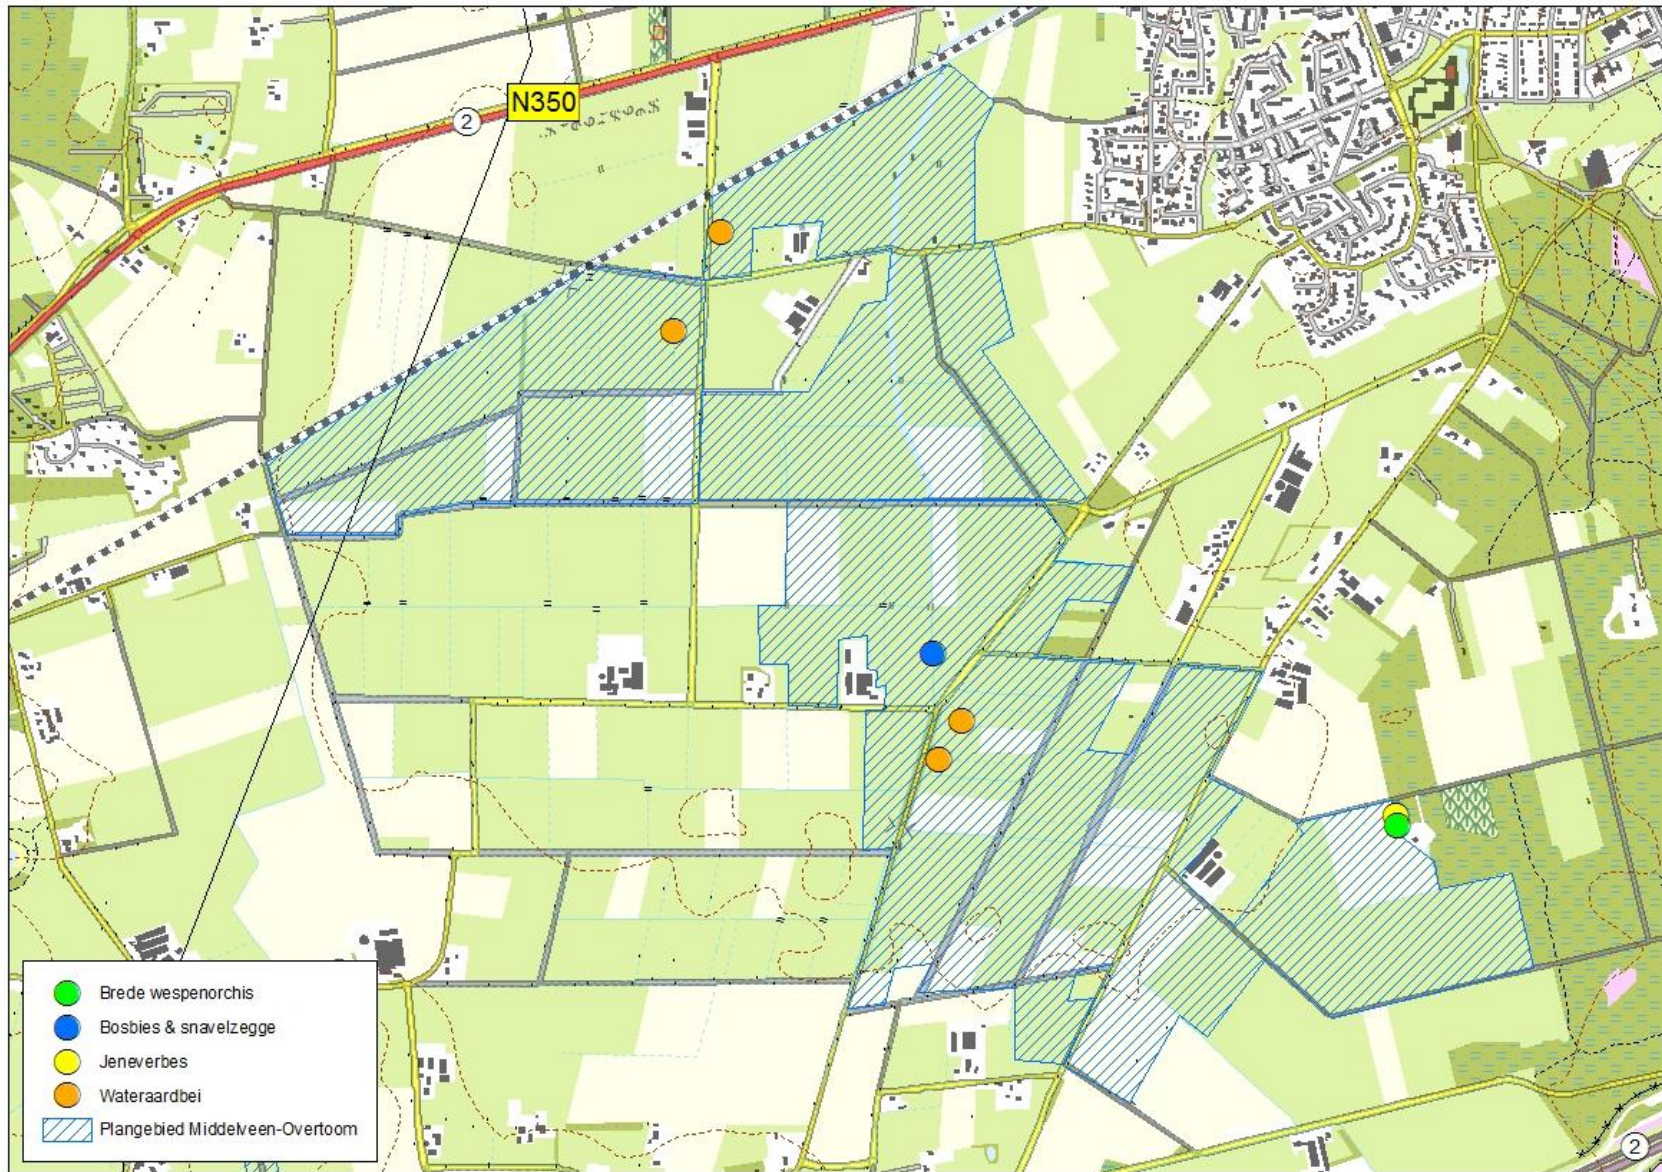 N350
2
Brede wespenorchis
Bosbies & snavelzegge
Jeneverbes
Wateraardbei
Plangebied Middelveen-Overtoom
2